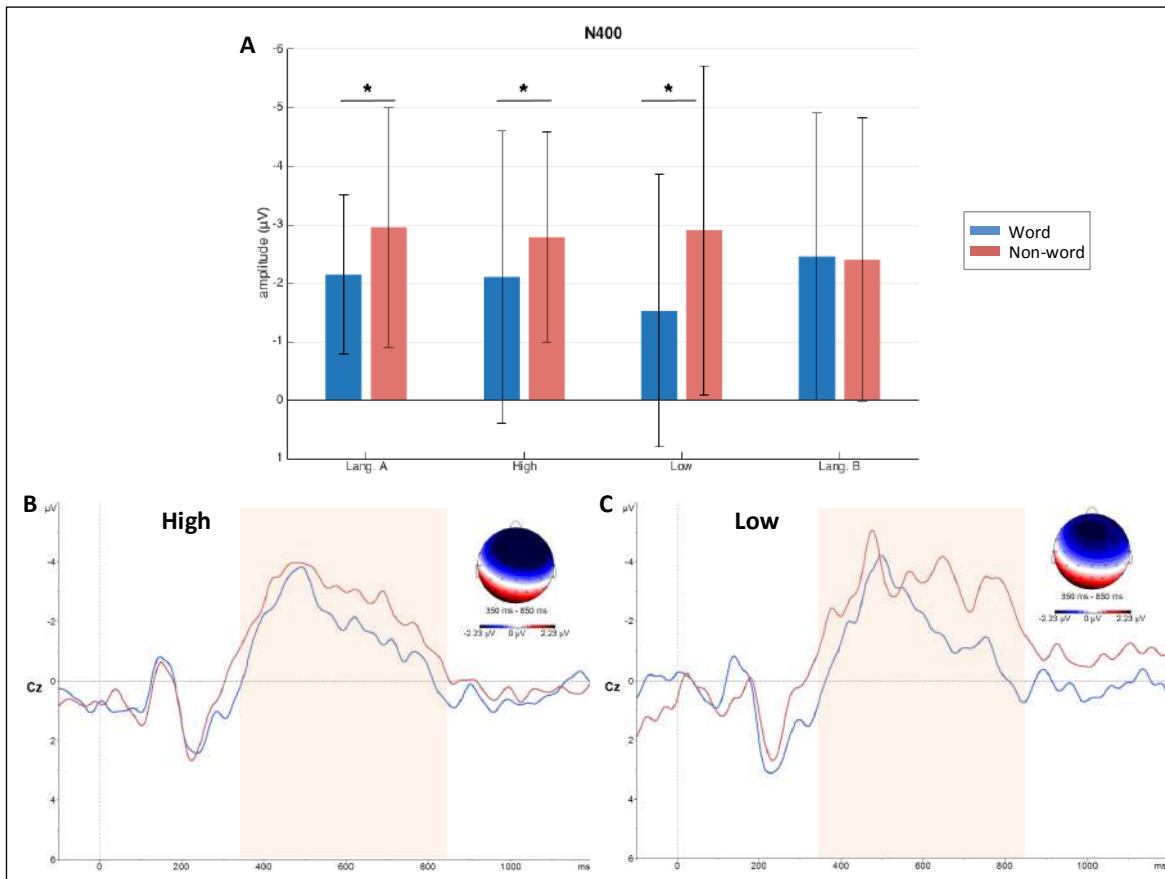 A
N400
-6
*
*
*
-5
-4
-3
-2
-1
0
1
amplitude (µV)
Lang. A
High
Low
Lang. B
Word
Non-word
B
High
µV
-4
-2
0
2
4
6
Cz
0
200
400
600
800
1000
ms
350 ms - 850 ms
-2.23 µV
0 µV
2.23 µV
C
Low
µV
-4
-2
0
2
4
6
Cz
0
200
400
600
800
1000
ms
350 ms - 850 ms
-2.23 µV
0 µV
2.23 µV